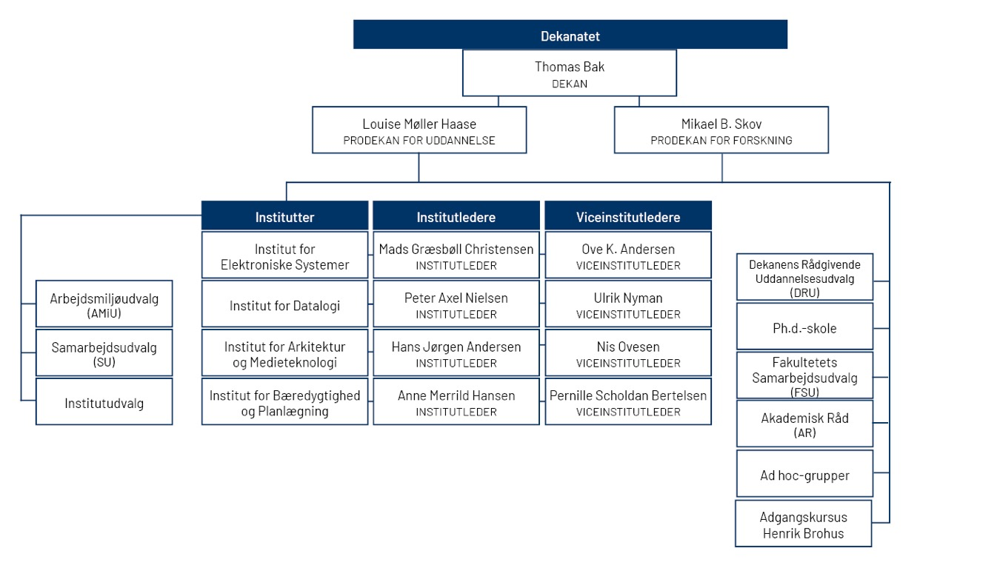 Dekanatet
Thomas Bak
DEKAN
Louise Møller Haase
PRODEKAN FOR UDDANNELSE
Mikael B. Skov
PRODEKAN FOR FORSKNING
Institutter
Institutledere
Viceinstitutledere
Institut for
Elektroniske Systemer
Mads Græsbøll Christensen
INSTITUTLEDER
Ove K. Andersen
VICEINSTITUTLEDER
Institut for Datalogi
Peter Axel Nielsen
INSTITUTLEDER
Ulrik Nyman
VICEINSTITUTLEDER
Institut for Arkitektur
og Medieteknologi
Hans Jørgen Andersen
INSTITUTLEDER
Nis Ovesen
VICEINSTITUTLEDER
Institut for Bæredygtighed
og Planlægning
Anne Merrild Hansen
INSTITUTLEDER
Pernille Scholdan Bertelsen
VICEINSTITUTLEDER
Arbejdsmiljøudvalg
(AMiU)
Samarbejdsudvalg
(SU)
Institutudvalg
Dekanens Rådgivende
Uddannelsesudvalg
(DRU)
Ph.d.-skole
Fakultetets
Samarbejdsudvalg
(FSU)
Akademisk Råd
(AR)
Ad hoc-grupper
Adgangskursus
Henrik Brohus